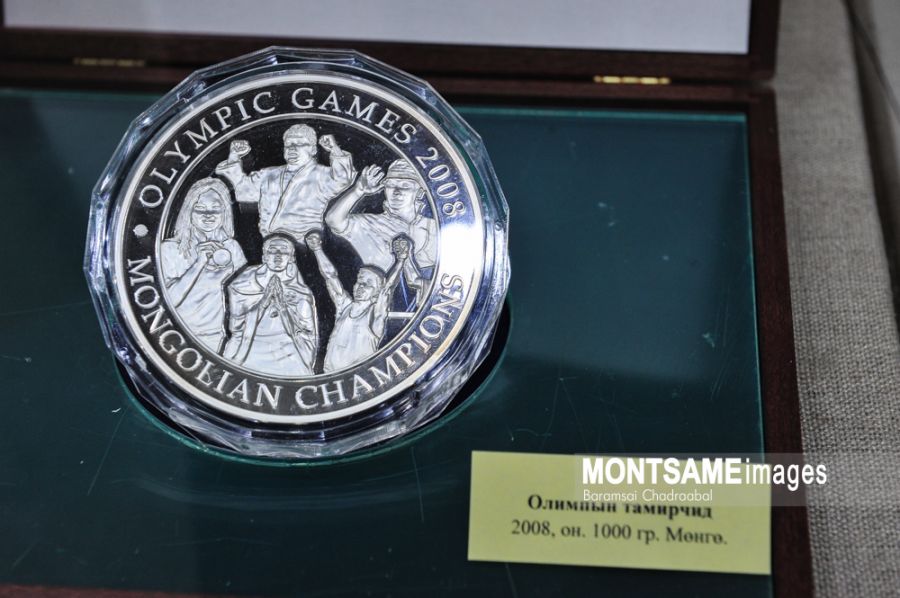 OLYMPIC GAMES 2008
MONGOLIAN CHAMPIONS
MONTSAME images
Baramsai Chadraabal
Олимпын тамирчид
2008, он. 1000 гр. Мөнгө.